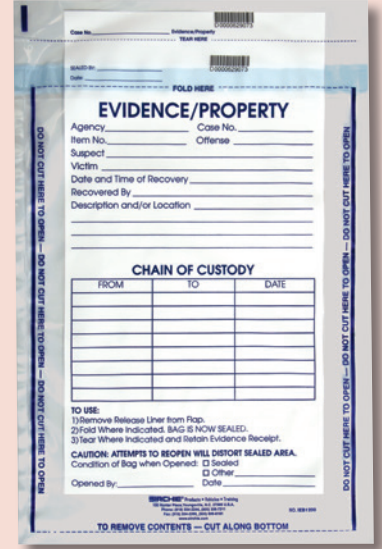 Case No. Evidence/Property
D0000629073
TEAR HERE
SEALED BY:
D0000629073
Date:
FOLD HERE
EVIDENCE/PROPERTY
Agency Case No.
Item No. Offense
Suspect
Victim
Date and Time of Recovery
Recovered By
Description and/or Location
CHAIN OF CUSTODY
FROM TO DATE
TO USE:
1) Remove Release Liner from Flap.
2) Fold Where Indicated. BAG IS NOW SEALED.
3) Tear Where Indicated and Retain Evidence Receipt.
CAUTION: ATTEMPTS TO REOPEN WILL DISTORT SEALED AREA.
Condition of Bag when Opened: □ Sealed
□ Other
Opened By: Date
SIRCHIE Products • Vehicles • Training
TO REMOVE CONTENTS — CUT ALONG BOTTOM
DO NOT CUT HERE TO OPEN — DO NOT CUT HERE TO OPEN — DO NOT CUT HERE TO OPEN
DO NOT CUT HERE TO OPEN — DO NOT CUT HERE TO OPEN — DO NOT CUT HERE TO OPEN